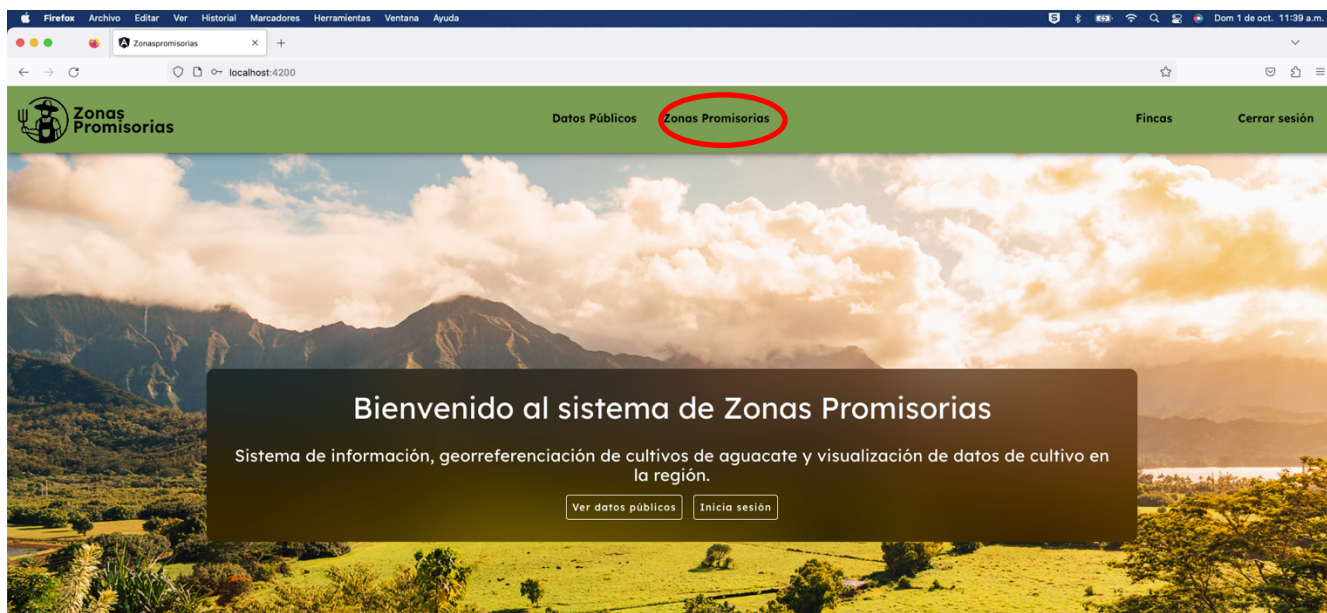 Firefox Archivo Editar Ver Historial Marcadores Herramientas Ventana Ayuda Dom 1 de oct. 11:39 a.m.
Zonaspromisorias
localhost:4200
Zonas
Promisorias
Datos Públicos Zonas Promisorias Fincas Cerrar sesión
Bienvenido al sistema de Zonas Promisorias
Sistema de información, georreferenciación de cultivos de aguacate y visualización de datos de cultivo en
la región.
Ver datos públicos Inicia sesión